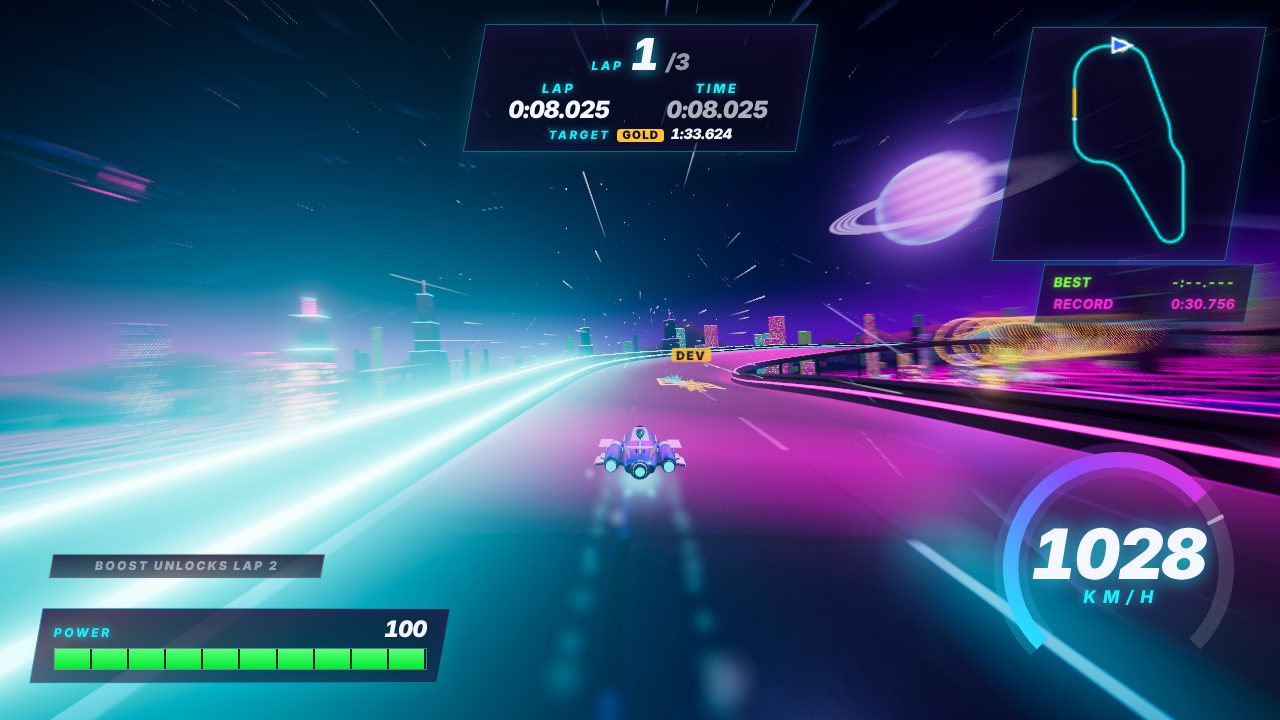 LAP 1 /3
LAP TIME
0:08.025 0:08.025
TARGET GOLD 1:33.624
BEST -:--.---
RECORD 0:30.756
DEV
BOOST UNLOCKS LAP 2
POWER 100
1028
KM/H